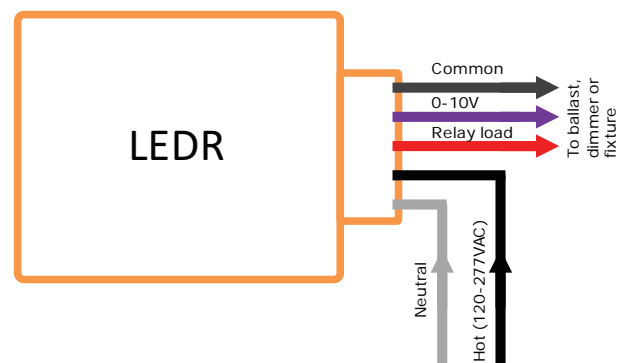 LEDR
Common
0-10V
Relay load
To ballast,
dimmer or
fixture
Neutral
Hot (120-277VAC)